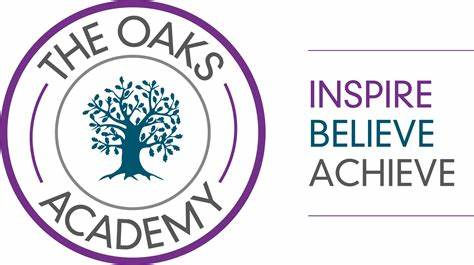 THE OAKS
ACADEMY
INSPIRE
BELIEVE
ACHIEVE